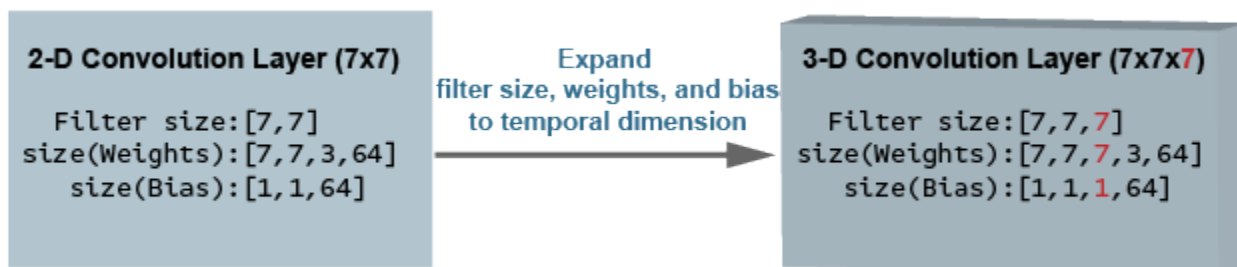 2-D Convolution Layer (7x7)
Filter size:[7,7]
size(Weights):[7,7,3,64]
size(Bias):[1,1,64]
Expand
filter size, weights, and bias
to temporal dimension
3-D Convolution Layer (7x7x7)
Filter size:[7,7,7]
size(Weights):[7,7,7,3,64]
size(Bias):[1,1,1,64]